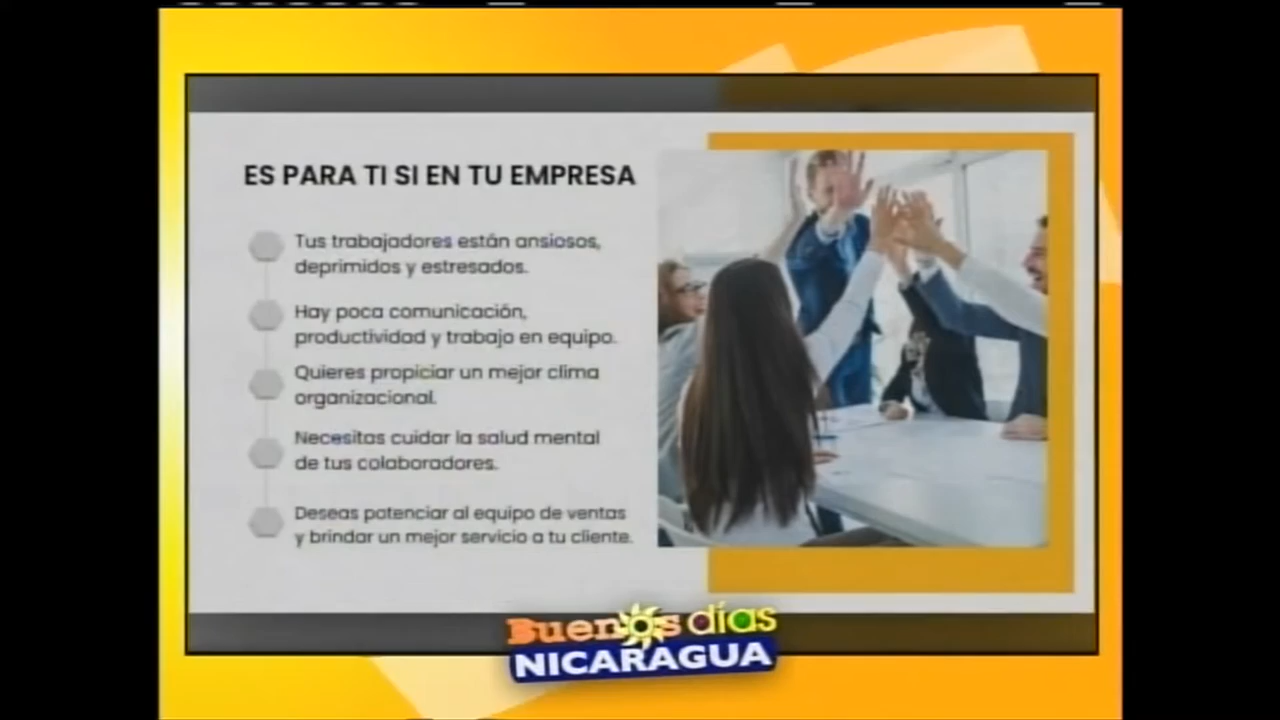 ES PARA TI SI EN TU EMPRESA
Tus trabajadores están ansiosos,
deprimidos y estresados.
Hay poca comunicación,
productividad y trabajo en equipo.
Quieres propiciar un mejor clima
organizacional.
Necesitas cuidar la salud mental
de tus colaboradores.
Deseas potenciar al equipo de ventas
y brindar un mejor servicio a tu cliente.
Buenos días
NICARAGUA